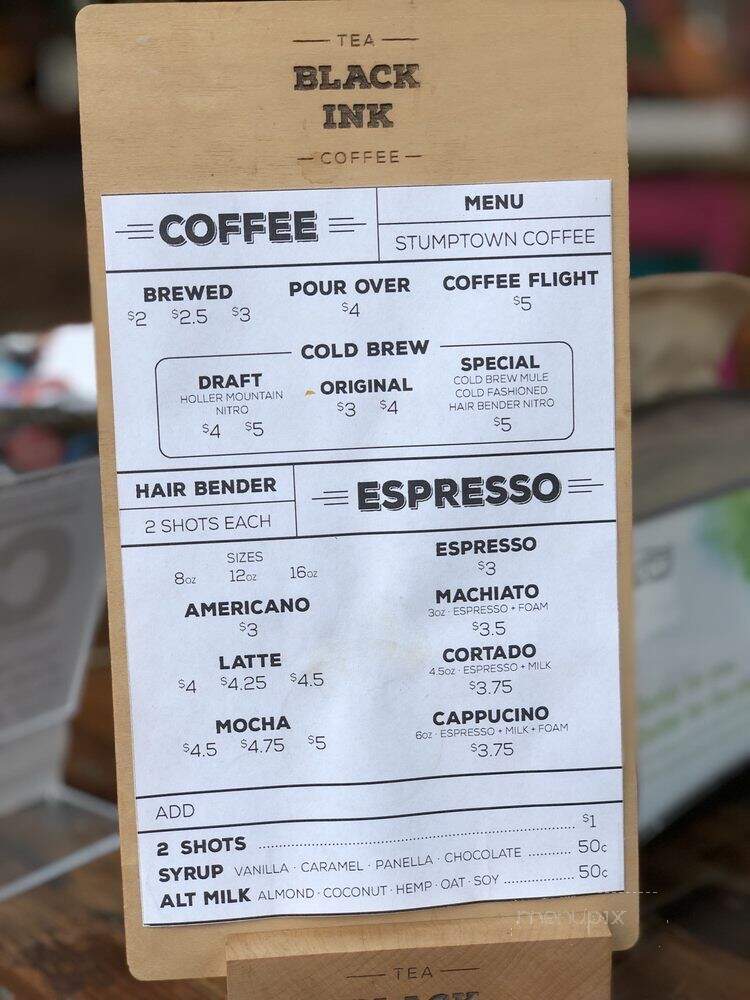 TEA
BLACK
INK
COFFEE
COFFEE
MENU
STUMPTOWN COFFEE
BREWED
$2 $2.5 $3
POUR OVER
$4
COFFEE FLIGHT
$5
COLD BREW
DRAFT
HOLLER MOUNTAIN
NITRO
$4 $5
ORIGINAL
$3 $4
SPECIAL
COLD BREW MULE
COLD FASHIONED
HAIR BENDER NITRO
$5
HAIR BENDER
2 SHOTS EACH
ESPRESSO
SIZES
8oz 12oz 16oz
AMERICANO
$3
LATTE
$4 $4.25 $4.5
MOCHA
$4.5 $4.75 $5
ESPRESSO
$3
MACHIATO
3oz · ESPRESSO + FOAM
$3.5
CORTADO
4.5oz · ESPRESSO + MILK
$3.75
CAPPUCINO
6oz · ESPRESSO + MILK + FOAM
$3.75
ADD
2 SHOTS $1
SYRUP VANILLA · CARAMEL · PANELLA · CHOCOLATE 50¢
ALT MILK ALMOND · COCONUT · HEMP · OAT · SOY 50¢
menupix
TEA
BLACK